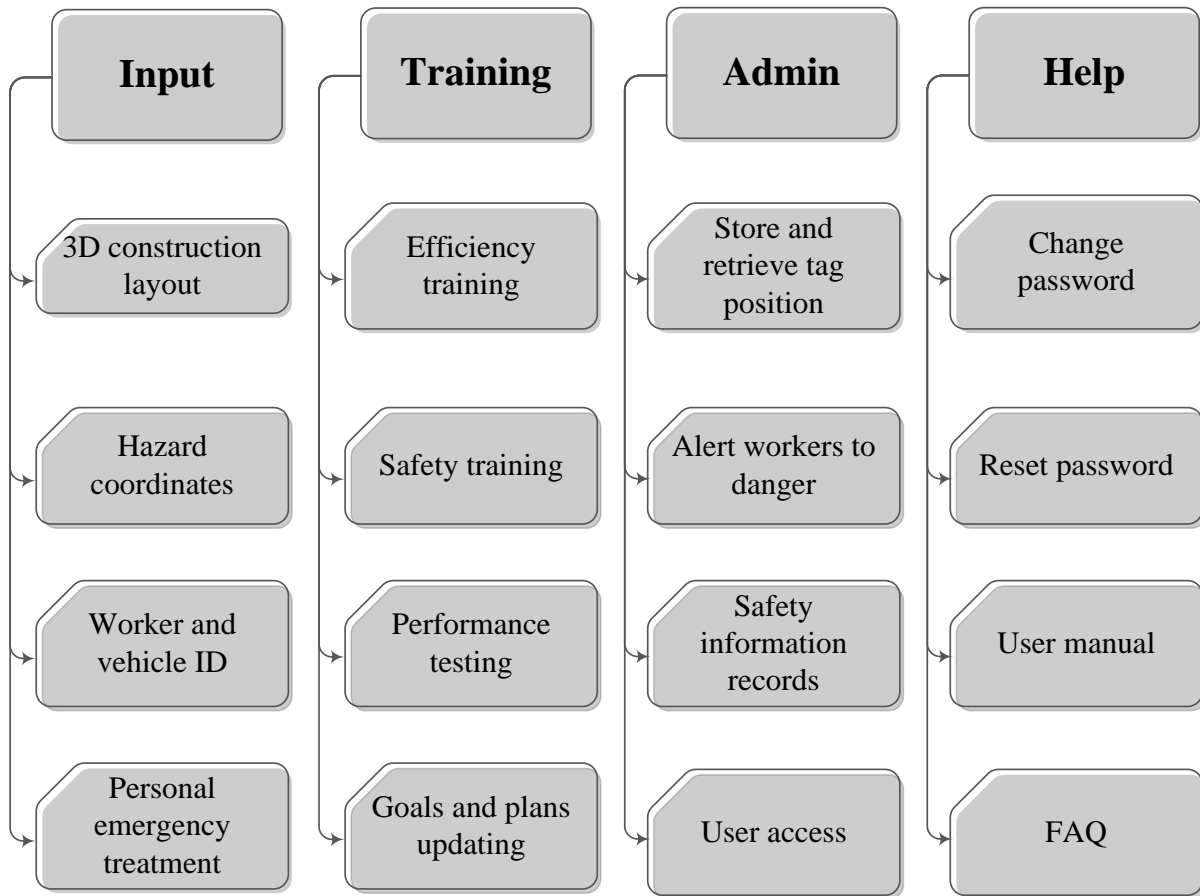 Input
3D construction
layout
Hazard
coordinates
Worker and
vehicle ID
Personal
emergency
treatment
Training
Efficiency
training
Safety training
Performance
testing
Goals and plans
updating
Admin
Store and
retrieve tag
position
Alert workers to
danger
Safety
information
records
User access
Help
Change
password
Reset password
User manual
FAQ